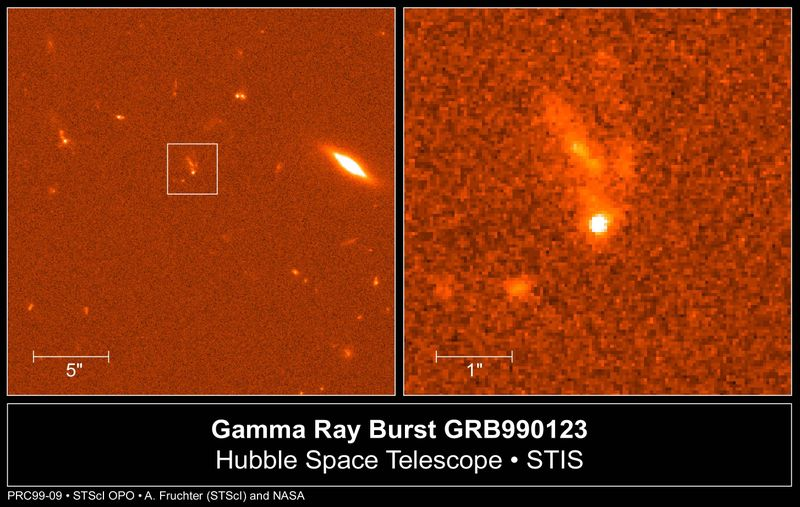 5"
1"
Gamma Ray Burst GRB990123
Hubble Space Telescope • STIS
PRC99-09 • STScI OPO • A. Fruchter (STScI) and NASA